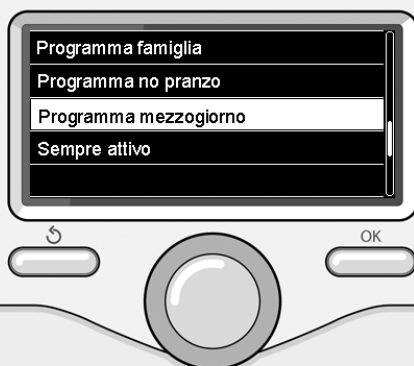 Programma famiglia
Programma no pranzo
Programma mezzogiorno
Sempre attivo
OK